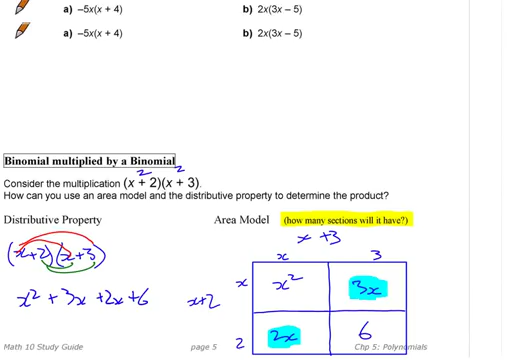 a) –5x(x + 4) b) 2x(3x – 5)
a) –5x(x + 4) b) 2x(3x – 5)
Binomial multiplied by a Binomial
2 2
Consider the multiplication (x + 2)(x + 3).
How can you use an area model and the distributive property to determine the product?
Distributive Property Area Model (how many sections will it have?)
x +3
(x+2)(x+3) x 3
x x² 3x
x² + 3x + 2x + 6 x+2
2 2x 6
Math 10 Study Guide page 5 Chp 5: Polynomials